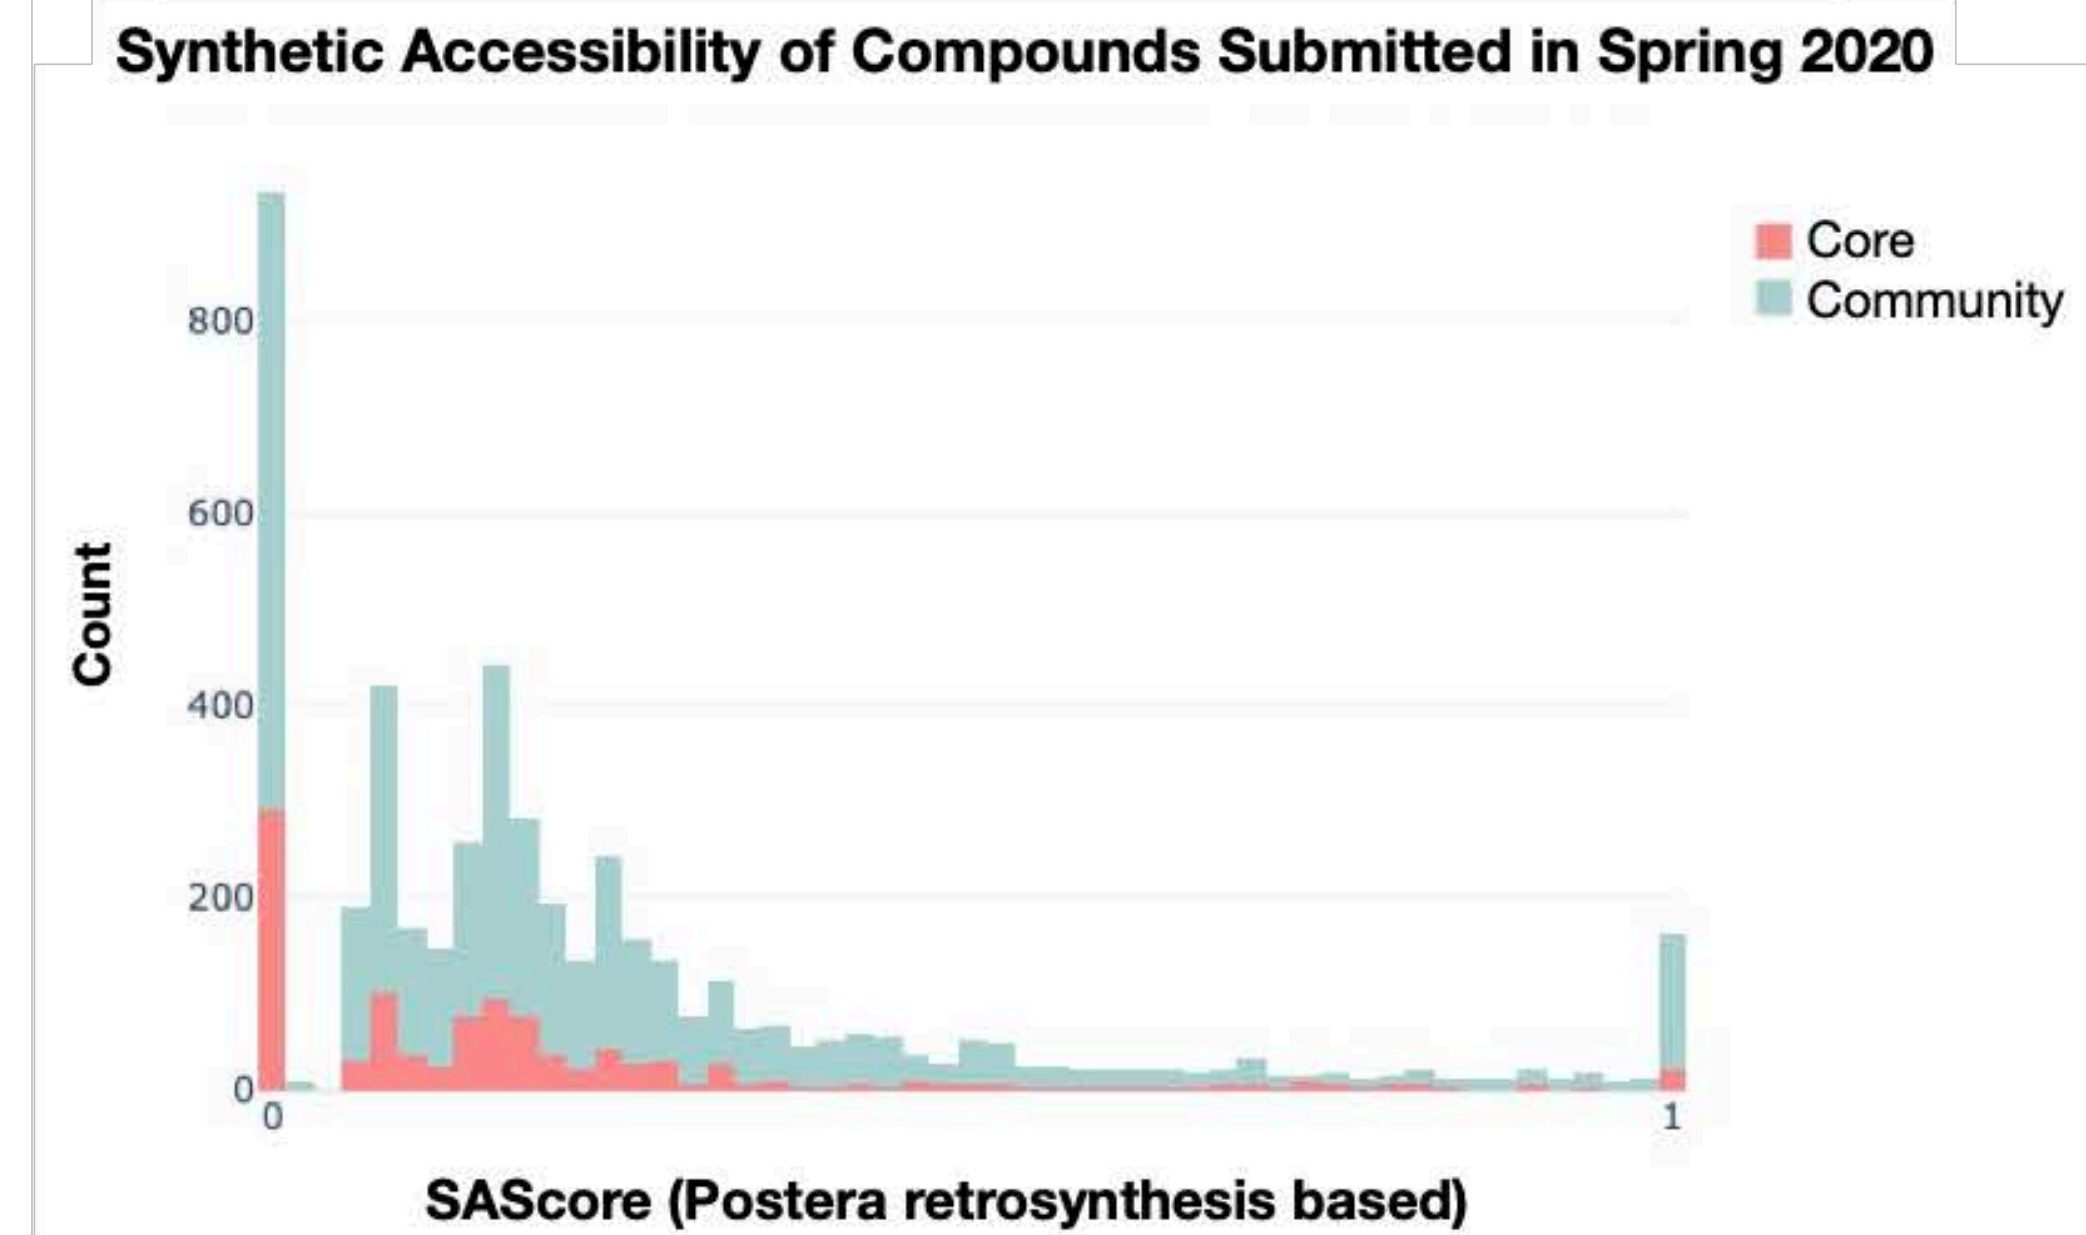 Synthetic Accessibility of Compounds Submitted in Spring 2020
Core
Community
800
600
400
200
0
Count
0
1
SAScore (Postera retrosynthesis based)